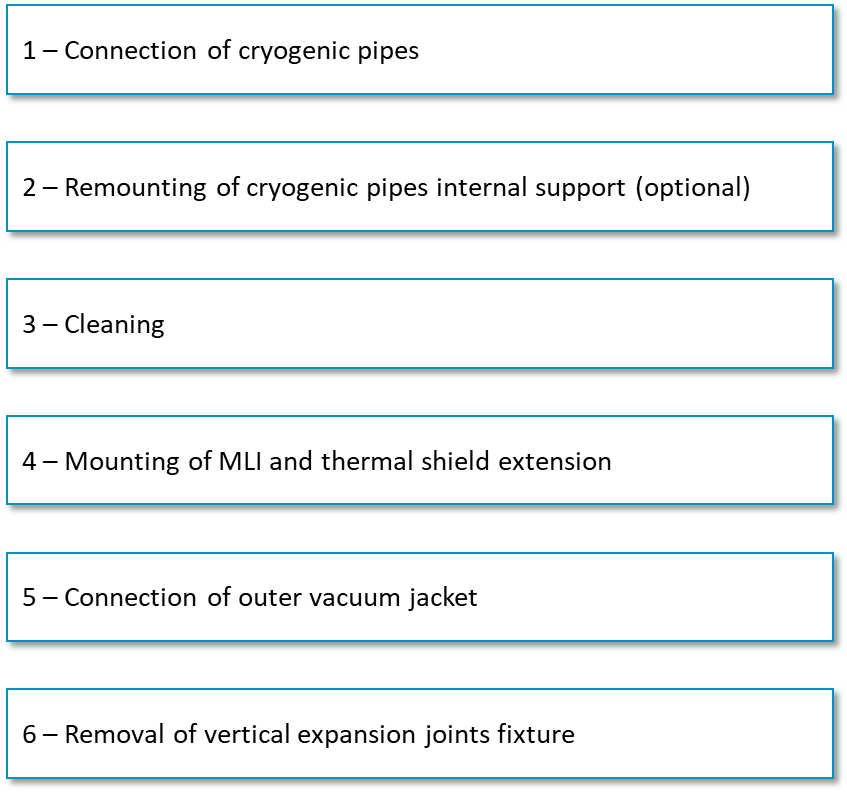 1 – Connection of cryogenic pipes
2 – Remounting of cryogenic pipes internal support (optional)
3 – Cleaning
4 – Mounting of MLI and thermal shield extension
5 – Connection of outer vacuum jacket
6 – Removal of vertical expansion joints fixture